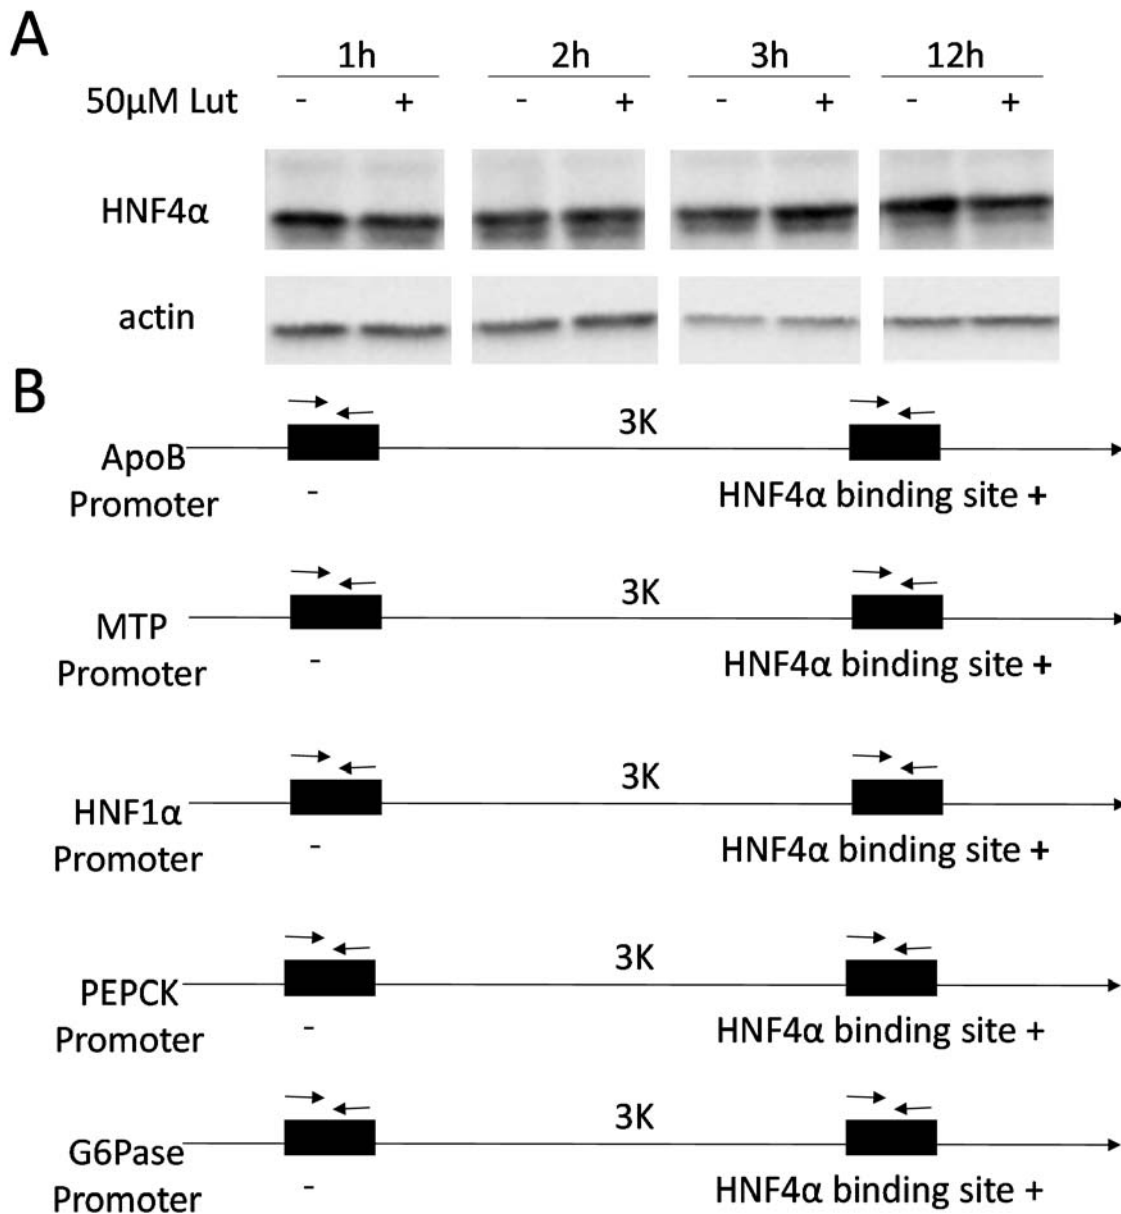 A
1h 2h 3h 12h
50μM Lut - + - + - + - +
HNF4α
actin
B
3K
ApoB
Promoter
- HNF4α binding site +
3K
MTP
Promoter
- HNF4α binding site +
3K
HNF1α
Promoter
- HNF4α binding site +
3K
PEPCK
Promoter
- HNF4α binding site +
3K
G6Pase
Promoter
- HNF4α binding site +